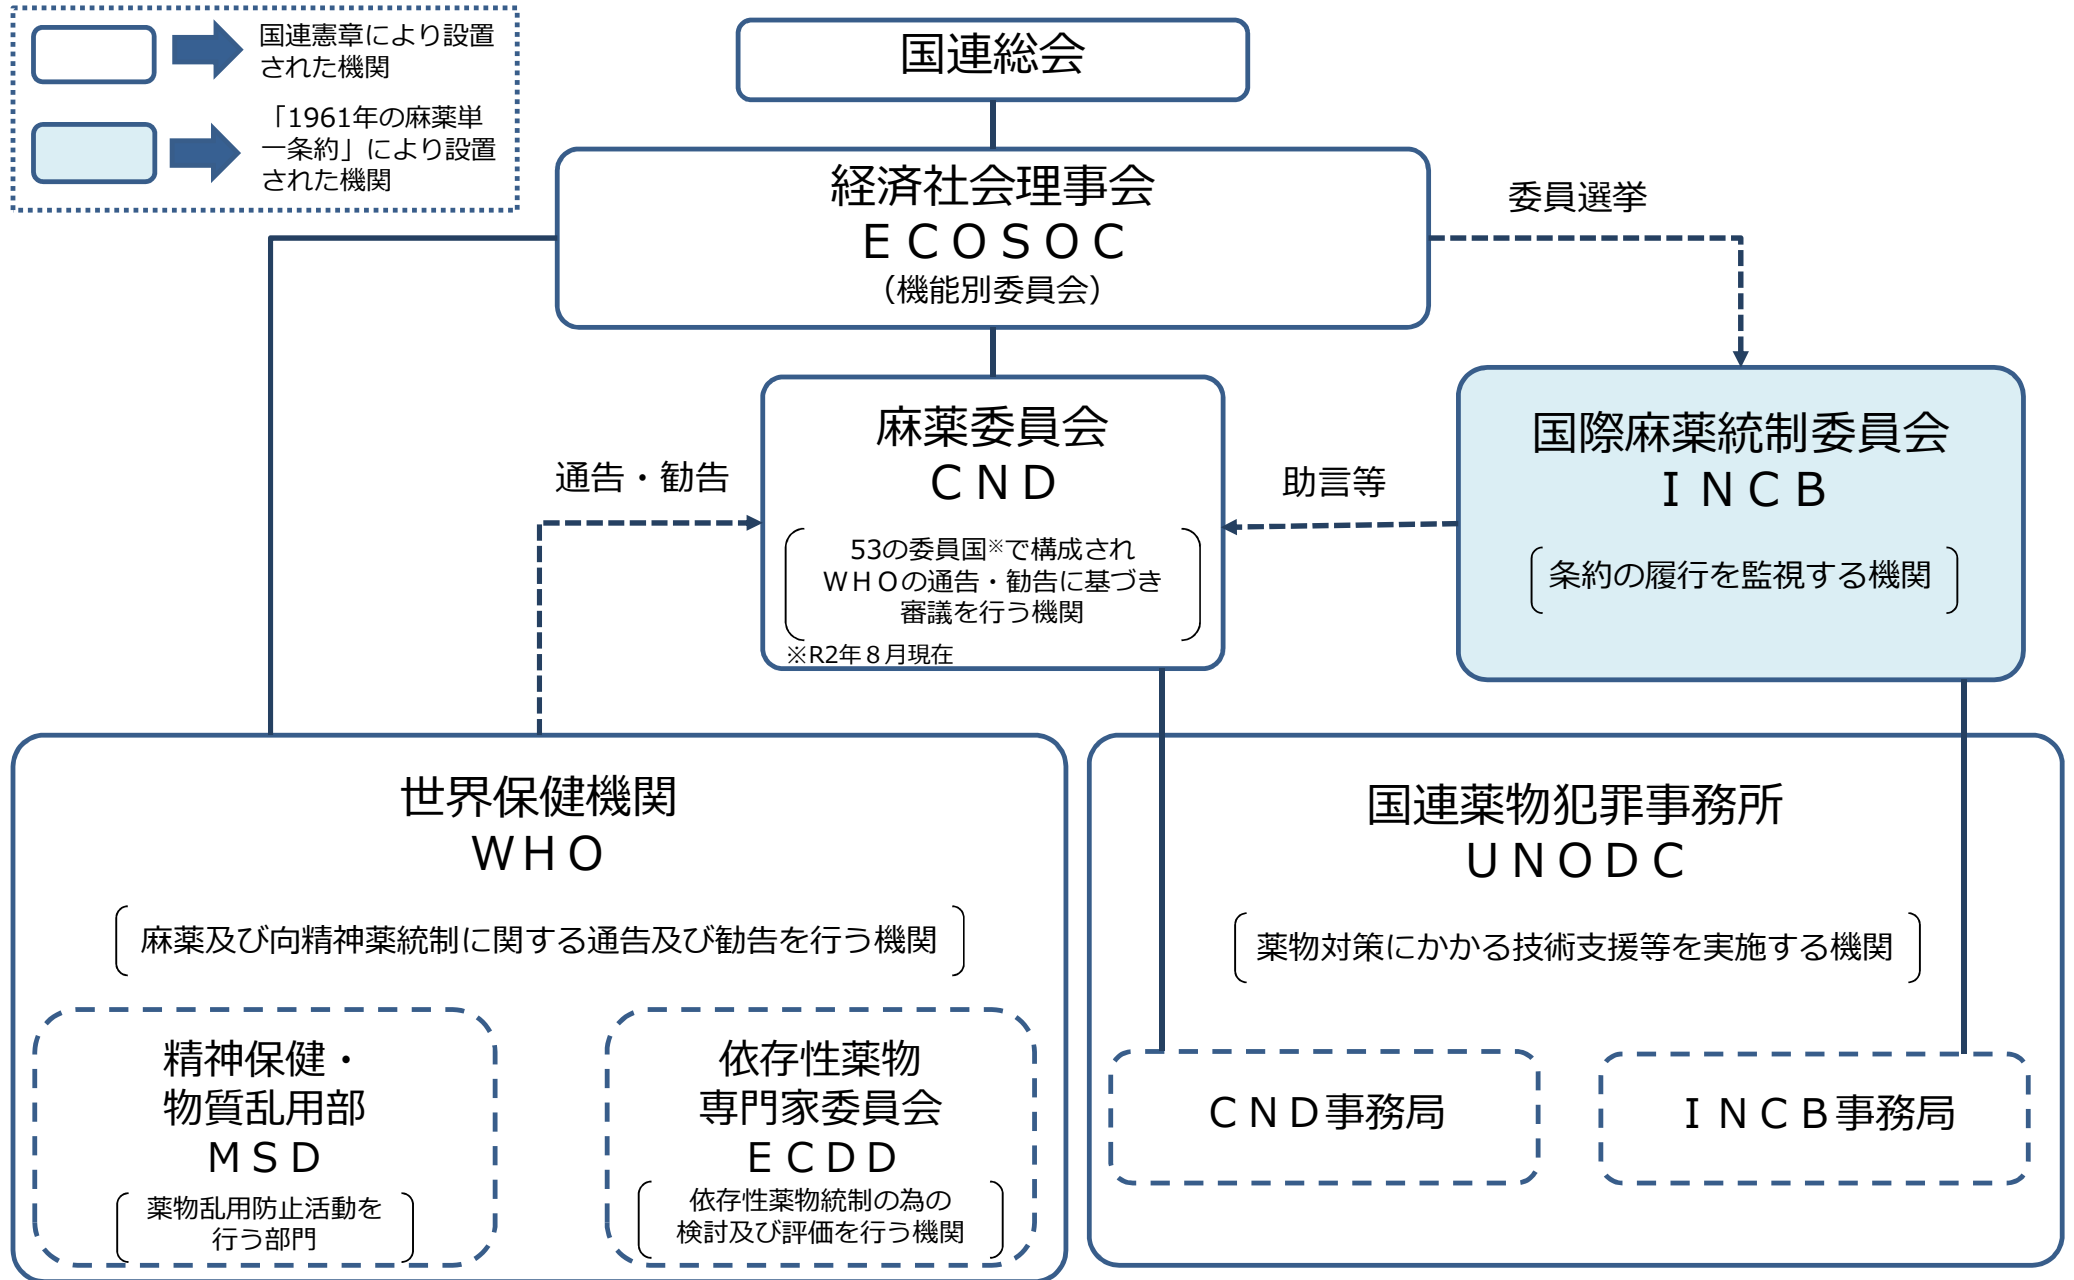 国連憲章により設置
された機関
「1961年の麻薬単
一条約」により設置
された機関
国連総会
経済社会理事会
ＥＣＯＳＯＣ
（機能別委員会）
委員選挙
麻薬委員会
ＣＮＤ
53の委員国※で構成され
ＷＨＯの通告・勧告に基づき
審議を行う機関
※R2年８月現在
通告・勧告
助言等
国際麻薬統制委員会
ＩＮＣＢ
条約の履行を監視する機関
世界保健機関
ＷＨＯ
麻薬及び向精神薬統制に関する通告及び勧告を行う機関
精神保健・
物質乱用部
ＭＳＤ
薬物乱用防止活動を
行う部門
依存性薬物
専門家委員会
ＥＣＤＤ
依存性薬物統制の為の
検討及び評価を行う機関
国連薬物犯罪事務所
ＵＮＯＤＣ
薬物対策にかかる技術支援等を実施する機関
ＣＮＤ事務局
ＩＮＣＢ事務局